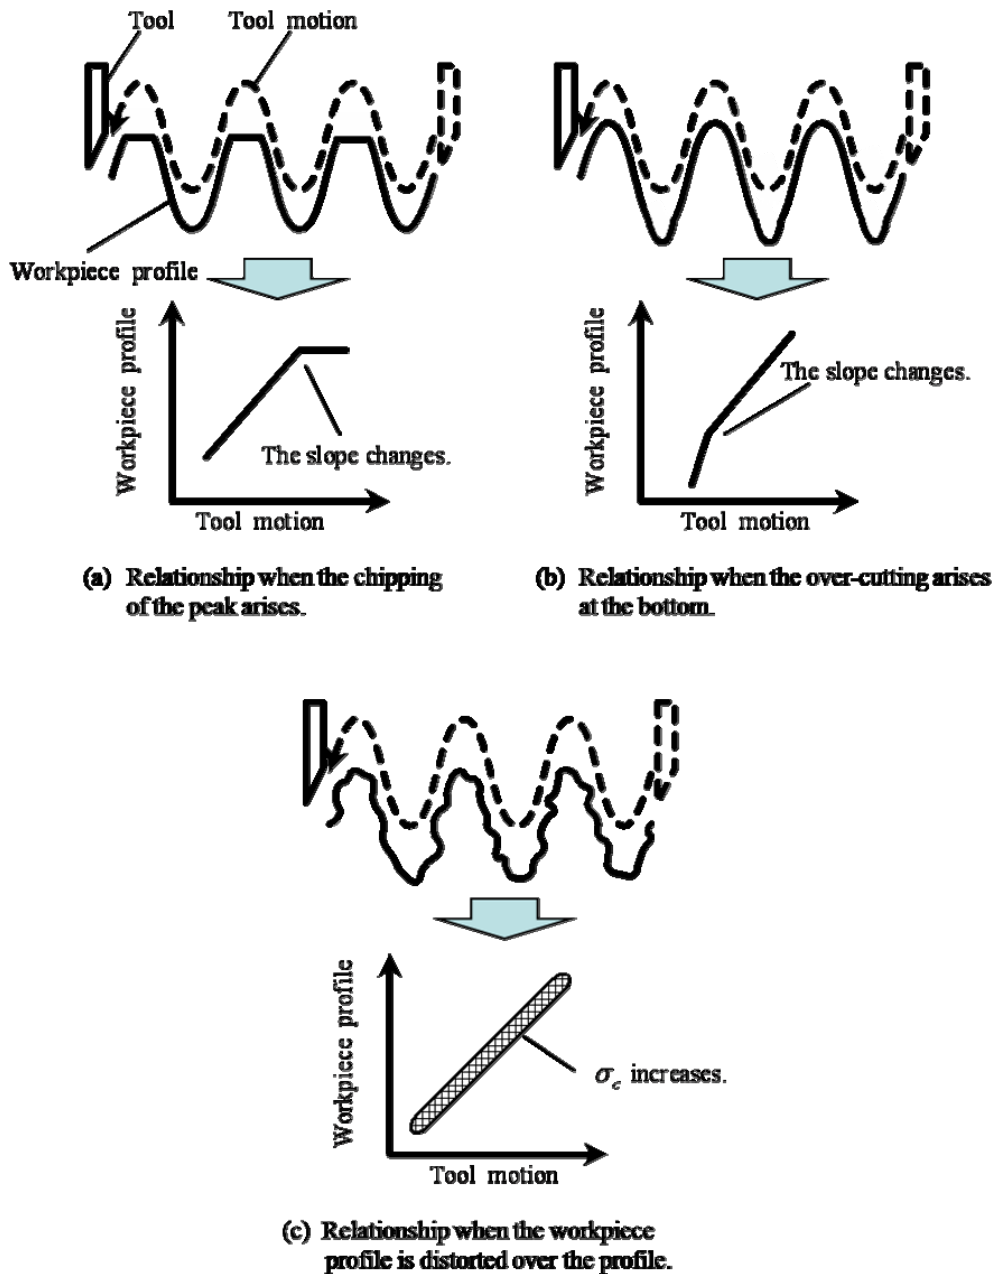 Tool
Tool motion
Workpiece profile
Workpiece profile
The slope changes.
Tool motion
(a) Relationship when the chipping
of the peak arises.
Workpiece profile
The slope changes.
Tool motion
(b) Relationship when the over-cutting arises
at the bottom.
Workpiece profile
σe increases.
Tool motion
(c) Relationship when the workpiece
profile is distorted over the profile.